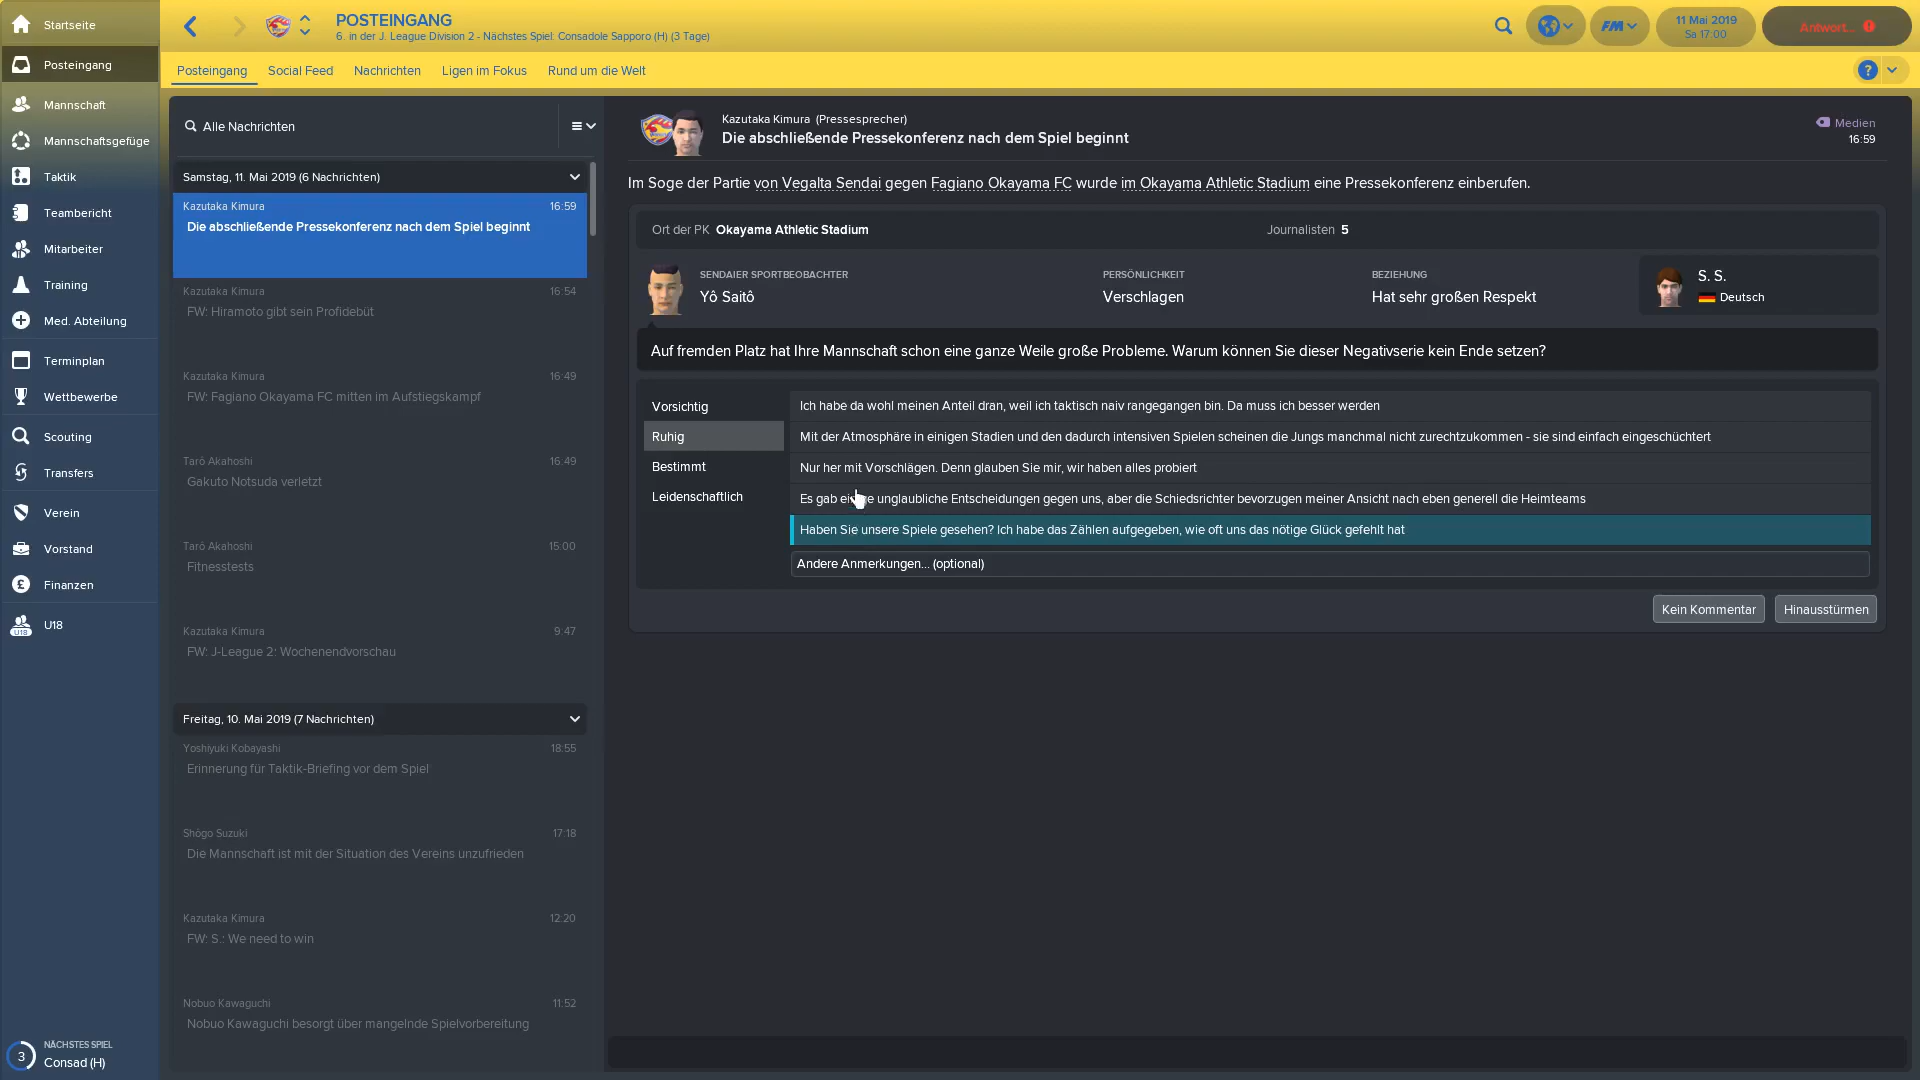 Startseite
Posteingang
Mannschaft
Mannschaftsgefüge
Taktik
Teambericht
Mitarbeiter
Training
Med. Abteilung
Terminplan
Wettbewerbe
Scouting
Transfers
Verein
Vorstand
Finanzen
U18
U18
3
NÄCHSTES SPIEL
Consad (H)
POSTEINGANG
6. in der J. League Division 2 - Nächstes Spiel: Consadole Sapporo (H) (3 Tage)
FM
11 Mai 2019
Sa 17:00
Antwort...
Posteingang
Social Feed
Nachrichten
Ligen im Fokus
Rund um die Welt
?
Alle Nachrichten
Samstag, 11. Mai 2019 (6 Nachrichten)
Kazutaka Kimura 16:59
Die abschließende Pressekonferenz nach dem Spiel beginnt
Kazutaka Kimura 16:54
FW: Hiramoto gibt sein Profidebüt
Kazutaka Kimura 16:49
FW: Fagiano Okayama FC mitten im Aufstiegskampf
Tarô Akahoshi 16:49
Gakuto Notsuda verletzt
Tarô Akahoshi 15:00
Fitnesstests
Kazutaka Kimura 9:47
FW: J-League 2: Wochenendvorschau
Freitag, 10. Mai 2019 (7 Nachrichten)
Yoshiyuki Kobayashi 18:55
Erinnerung für Taktik-Briefing vor dem Spiel
Shôgo Suzuki 17:18
Die Mannschaft ist mit der Situation des Vereins unzufrieden
Kazutaka Kimura 12:20
FW: S.: We need to win
Nobuo Kawaguchi 11:52
Nobuo Kawaguchi besorgt über mangelnde Spielvorbereitung
Kazutaka Kimura (Pressesprecher)
Die abschließende Pressekonferenz nach dem Spiel beginnt
Medien
16:59
Im Soge der Partie von Vegalta Sendai gegen Fagiano Okayama FC wurde im Okayama Athletic Stadium eine Pressekonferenz einberufen.
Ort der PK Okayama Athletic Stadium
Journalisten 5
SENDAIER SPORTBEOBACHTER
Yô Saitô
PERSÖNLICHKEIT
Verschlagen
BEZIEHUNG
Hat sehr großen Respekt
S. S.
Deutsch
Auf fremden Platz hat Ihre Mannschaft schon eine ganze Weile große Probleme. Warum können Sie dieser Negativserie kein Ende setzen?
Vorsichtig
Ruhig
Bestimmt
Leidenschaftlich
Ich habe da wohl meinen Anteil dran, weil ich taktisch naiv rangegangen bin. Da muss ich besser werden
Mit der Atmosphäre in einigen Stadien und den dadurch intensiven Spielen scheinen die Jungs manchmal nicht zurechtzukommen - sie sind einfach eingeschüchtert
Nur her mit Vorschlägen. Denn glauben Sie mir, wir haben alles probiert
Es gab unglaubliche Entscheidungen gegen uns, aber die Schiedsrichter bevorzugen meiner Ansicht nach eben generell die Heimteams
Haben Sie unsere Spiele gesehen? Ich habe das Zählen aufgegeben, wie oft uns das nötige Glück gefehlt hat
Andere Anmerkungen... (optional)
Kein Kommentar
Hinausstürmen